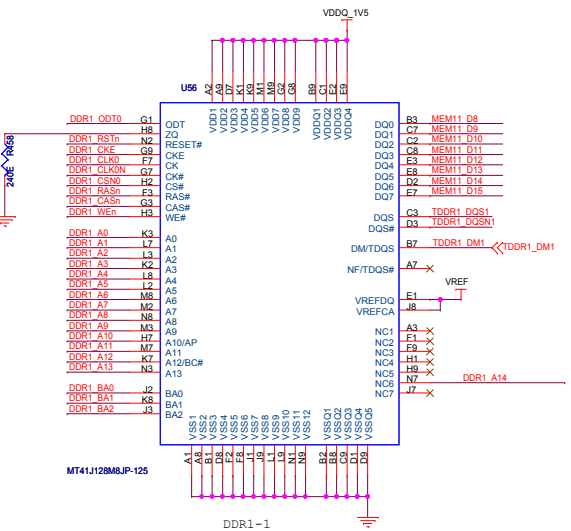 VDDQ_1V5
U56
A2 A9 D7 K1 K9 M1 M9 G2 G8 B9 C1 E2 E9
VDD1 VDD2 VDD3 VDD4 VDD5 VDD6 VDD7 VDD8 VDD9 VDDQ1 VDDQ2 VDDQ3 VDDQ4
DDR1_ODT0 G1 ODT
H8 ZQ
DDR1_RSTn N2 RESET#
DDR1_CKE G9 CKE
DDR1_CLK0 F7 CK
DDR1_CLK0N G7 CK#
DDR1_CSN0 H2 CS#
DDR1_RASn F3 RAS#
DDR1_CASn G3 CAS#
DDR1_WEn H3 WE#
R458
240E
DDR1_A0 K3 A0
DDR1_A1 L7 A1
DDR1_A2 L3 A2
DDR1_A3 K2 A3
DDR1_A4 L8 A4
DDR1_A5 L2 A5
DDR1_A6 M8 A6
DDR1_A7 M2 A7
DDR1_A8 N8 A8
DDR1_A9 M3 A9
DDR1_A10 H7 A10/AP
DDR1_A11 M7 A11
DDR1_A12 K7 A12/BC#
DDR1_A13 N3 A13
DDR1_BA0 J2 BA0
DDR1_BA1 K8 BA1
DDR1_BA2 J3 BA2
DQ0 B3 MEM11_D8
DQ1 C7 MEM11_D9
DQ2 C2 MEM11_D10
DQ3 C8 MEM11_D11
DQ4 E3 MEM11_D12
DQ5 E8 MEM11_D13
DQ6 D2 MEM11_D14
DQ7 E7 MEM11_D15
DQS C3 TDDR1_DQS1
DQS# D3 TDDR1_DQSN1
DM/TDQS B7 TDDR1_DM1 TDDR1_DM1
NF/TDQS# A7
VREF
VREFDQ E1
VREFCA J8
NC1 A3
NC2 F1
NC3 F9
NC4 H1
NC5 H9
NC6 N7 DDR1_A14
NC7 J7
VSS1 VSS2 VSS3 VSS4 VSS5 VSS6 VSS7 VSS8 VSS9 VSS10 VSS11 VSS12 VSSQ1 VSSQ2 VSSQ3 VSSQ4 VSSQ5
A1 A8 B1 D8 F2 F8 J1 J9 L1 L9 N1 N9 B2 B8 C9 D1 D9
MT41J128M8JP-125
DDR1-1